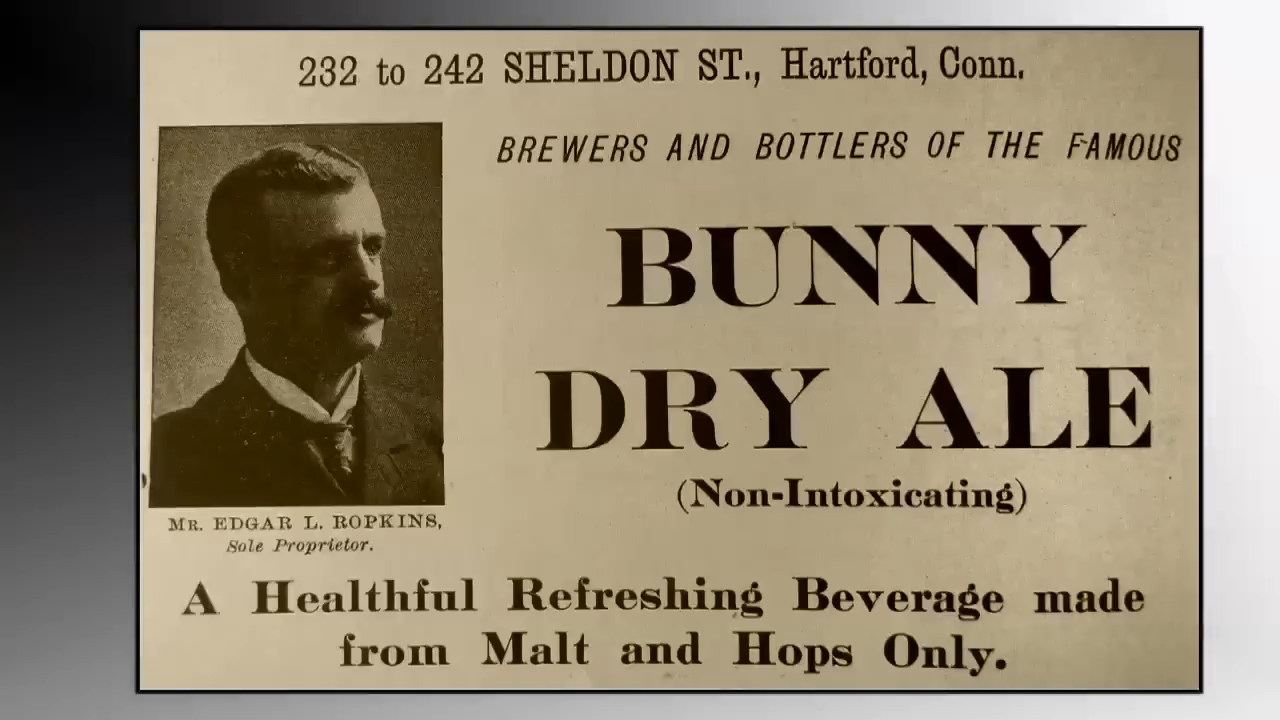 232 to 242 SHELDON ST., Hartford, Conn.
BREWERS AND BOTTLERS OF THE FAMOUS
BUNNY
DRY ALE
(Non-Intoxicating)
MR. EDGAR L. ROPKINS,
Sole Proprietor.
A Healthful Refreshing Beverage made
from Malt and Hops Only.